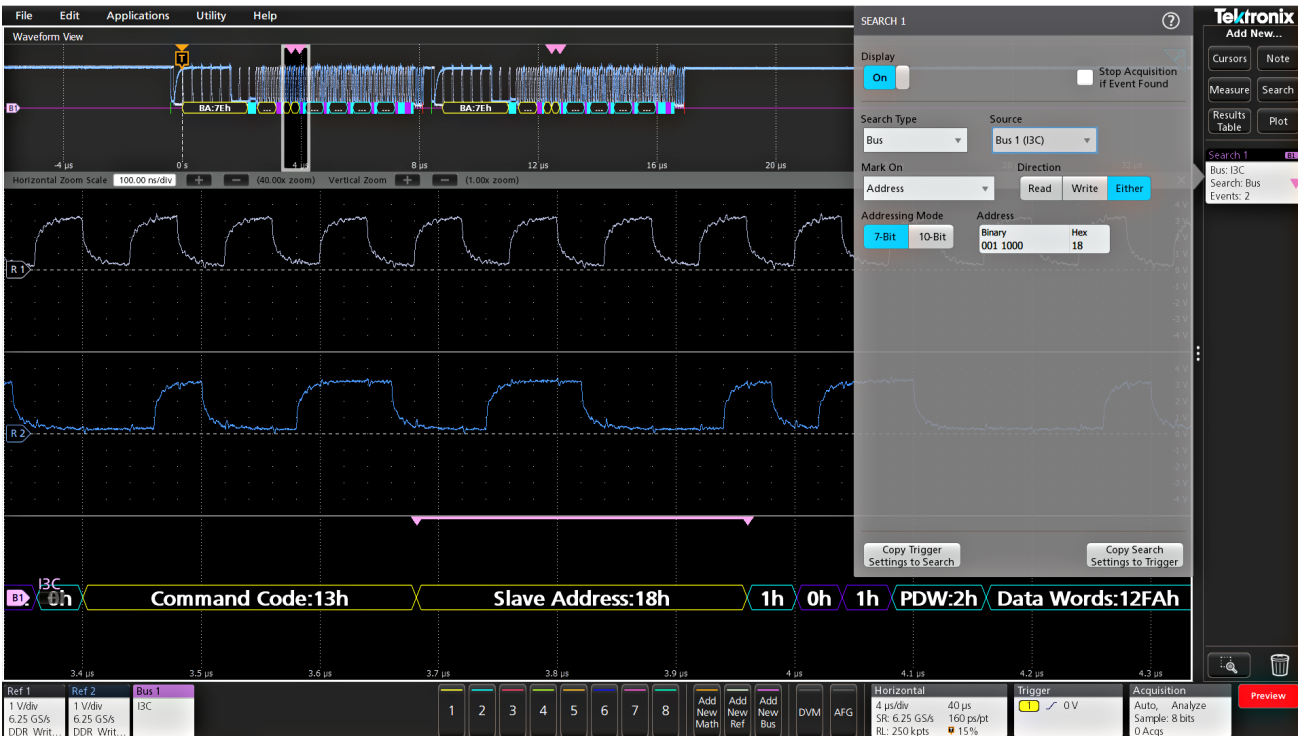 File Edit Applications Utility Help
Waveform View
T
B1
BA:7Eh ... ... ... ... ... BA:7Eh ... ... ... ... ...
-4 µs 0 s 4 µs 8 µs 12 µs 16 µs 20 µs
Horizontal Zoom Scale 100.00 ns/div + − (40.00x zoom) Vertical Zoom + − (1.00x zoom)
R 1
R 2
I3C
B1 0h Command Code:13h Slave Address:18h 1h 0h 1h PDW:2h Data Words:12FAh
3.4 µs 3.5 µs 3.6 µs 3.7 µs 3.8 µs 3.9 µs 4 µs 4.1 µs 4.2 µs 4.3 µs
SEARCH 1 ?
Display
On
Stop Acquisition
if Event Found
Search Type Source
Bus Bus 1 (I3C)
Mark On Direction
Address Read Write Either
Addressing Mode Address
7-Bit 10-Bit
Binary Hex
001 1000 18
Copy Trigger
Settings to Search
Copy Search
Settings to Trigger
Tektronix
Add New...
Cursors Note
Measure Search
Results
Table
Plot
Search 1
Bus: I3C
Search: Bus
Events: 2
Ref 1
1 V/div
6.25 GS/s
DDR Writ...
Ref 2
1 V/div
6.25 GS/s
DDR Writ...
Bus 1
I3C
1 2 3 4 5 6 7 8
Add
New
Math
Add
New
Ref
Add
New
Bus
DVM AFG
Horizontal
4 µs/div 40 µs
SR: 6.25 GS/s 160 ps/pt
RL: 250 kpts 15%
Trigger
1 0 V
Acquisition
Auto, Analyze
Sample: 8 bits
0 Acqs
Preview